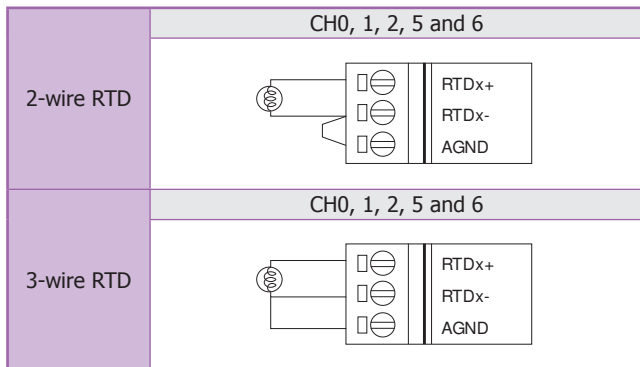 CH0, 1, 2, 5 and 6
2-wire RTD
RTDx+
RTDx-
AGND
CH0, 1, 2, 5 and 6
3-wire RTD
RTDx+
RTDx-
AGND